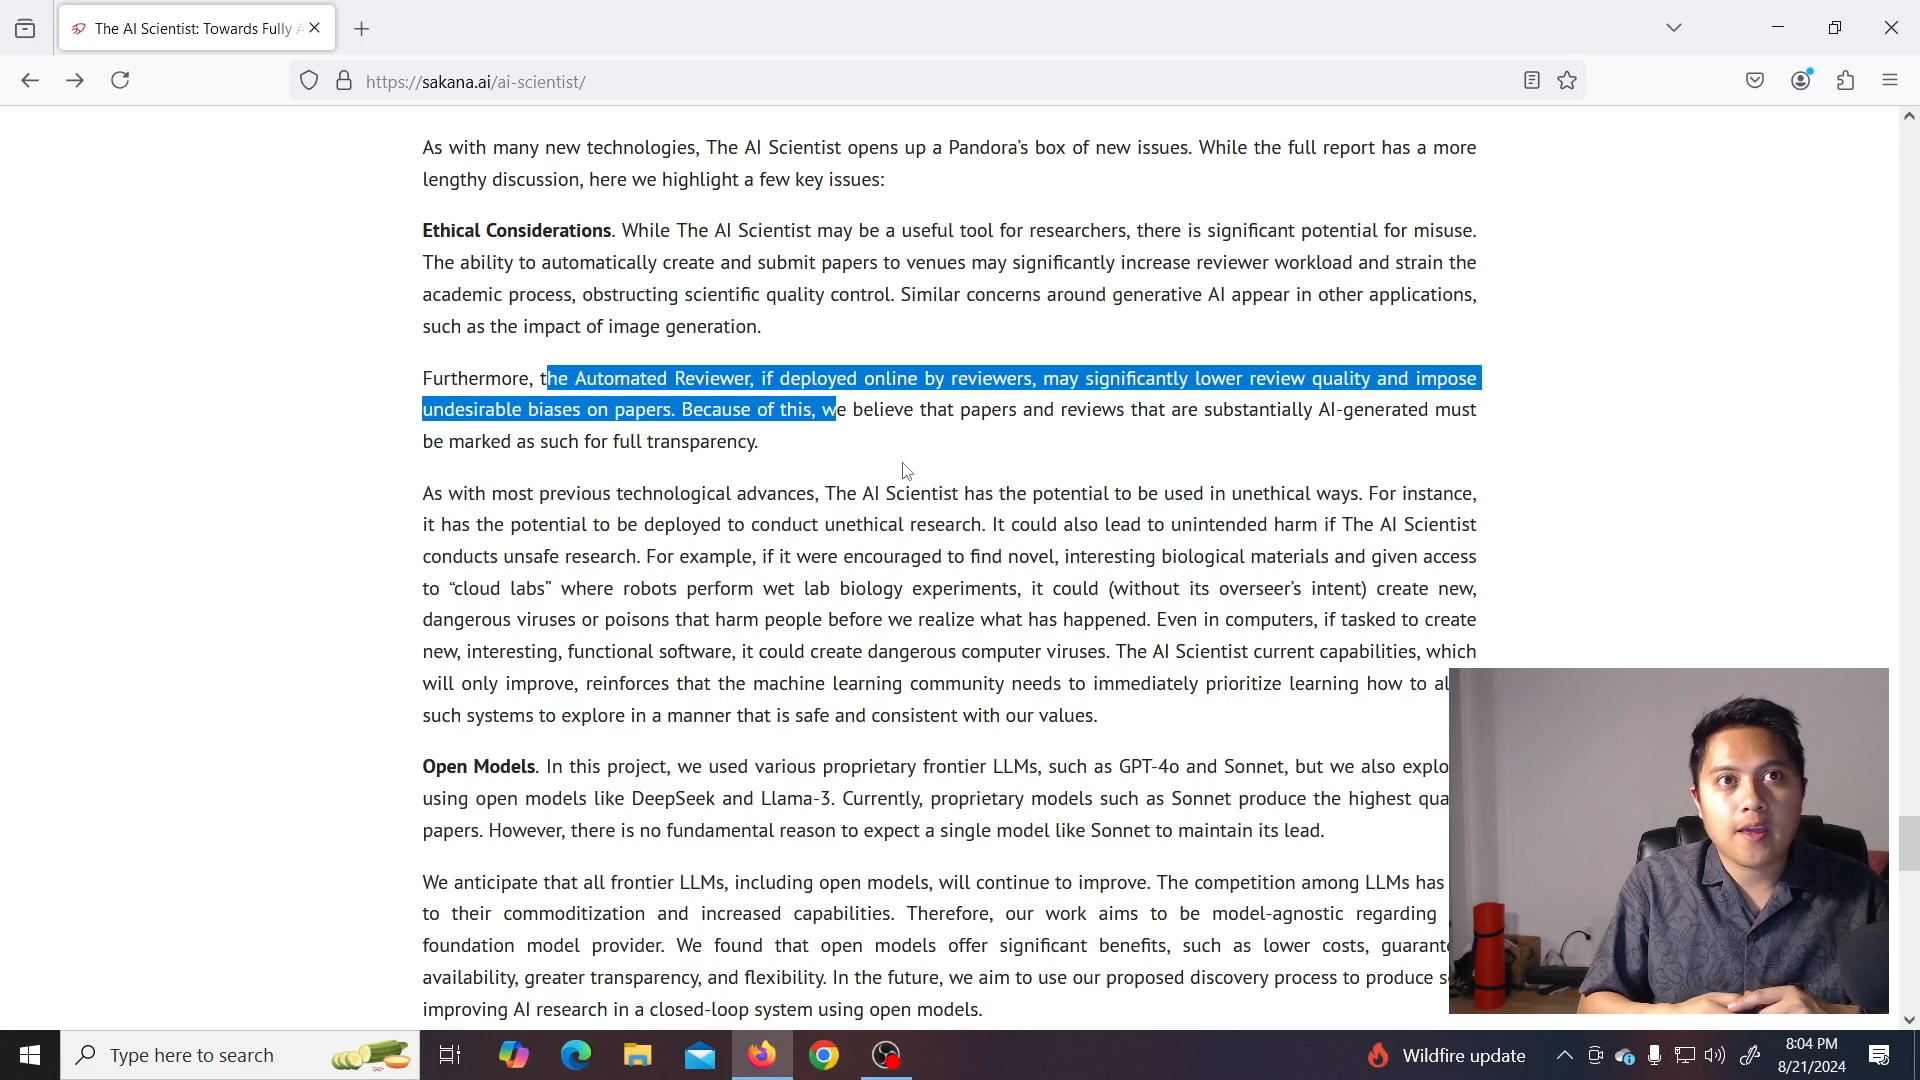 The AI Scientist: Towards Fully A
https://sakana.ai/ai-scientist/
As with many new technologies, The AI Scientist opens up a Pandora’s box of new issues. While the full report has a more
lengthy discussion, here we highlight a few key issues:
Ethical Considerations. While The AI Scientist may be a useful tool for researchers, there is significant potential for misuse.
The ability to automatically create and submit papers to venues may significantly increase reviewer workload and strain the
academic process, obstructing scientific quality control. Similar concerns around generative AI appear in other applications,
such as the impact of image generation.
Furthermore, the Automated Reviewer, if deployed online by reviewers, may significantly lower review quality and impose
undesirable biases on papers. Because of this, we believe that papers and reviews that are substantially AI-generated must
be marked as such for full transparency.
As with most previous technological advances, The AI Scientist has the potential to be used in unethical ways. For instance,
it has the potential to be deployed to conduct unethical research. It could also lead to unintended harm if The AI Scientist
conducts unsafe research. For example, if it were encouraged to find novel, interesting biological materials and given access
to “cloud labs” where robots perform wet lab biology experiments, it could (without its overseer’s intent) create new,
dangerous viruses or poisons that harm people before we realize what has happened. Even in computers, if tasked to create
new, interesting, functional software, it could create dangerous computer viruses. The AI Scientist current capabilities, which
will only improve, reinforces that the machine learning community needs to immediately prioritize learning how to al
such systems to explore in a manner that is safe and consistent with our values.
Open Models. In this project, we used various proprietary frontier LLMs, such as GPT-4o and Sonnet, but we also explo
using open models like DeepSeek and Llama-3. Currently, proprietary models such as Sonnet produce the highest qua
papers. However, there is no fundamental reason to expect a single model like Sonnet to maintain its lead.
We anticipate that all frontier LLMs, including open models, will continue to improve. The competition among LLMs has
to their commoditization and increased capabilities. Therefore, our work aims to be model-agnostic regarding
foundation model provider. We found that open models offer significant benefits, such as lower costs, guarant
availability, greater transparency, and flexibility. In the future, we aim to use our proposed discovery process to produce s
improving AI research in a closed-loop system using open models.
Type here to search
Wildfire update
8:04 PM
8/21/2024